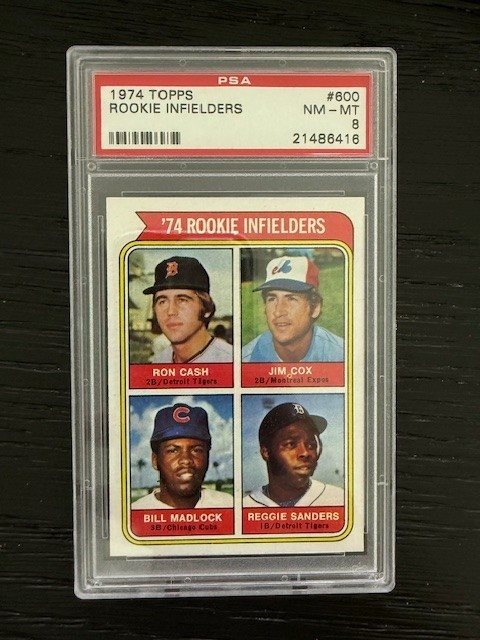 PSA
1974 TOPPS #600
ROOKIE INFIELDERS NM - MT
8
21486416
'74 ROOKIE INFIELDERS
B
eb
RON CASH
2B/Detroit Tigers
JIM COX
2B/Montreal Expos
C
D
BILL MADLOCK
3B/Chicago Cubs
REGGIE SANDERS
1B/Detroit Tigers